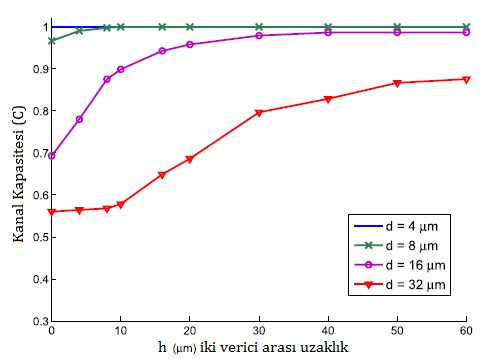 1
0.9
0.8
0.7
0.6
0.5
0.4
0.3
0
10
20
30
40
50
60
Kanal Kapasitesi (C)
h (µm) iki verici arası uzaklık
d = 4 µm
d = 8 µm
d = 16 µm
d = 32 µm